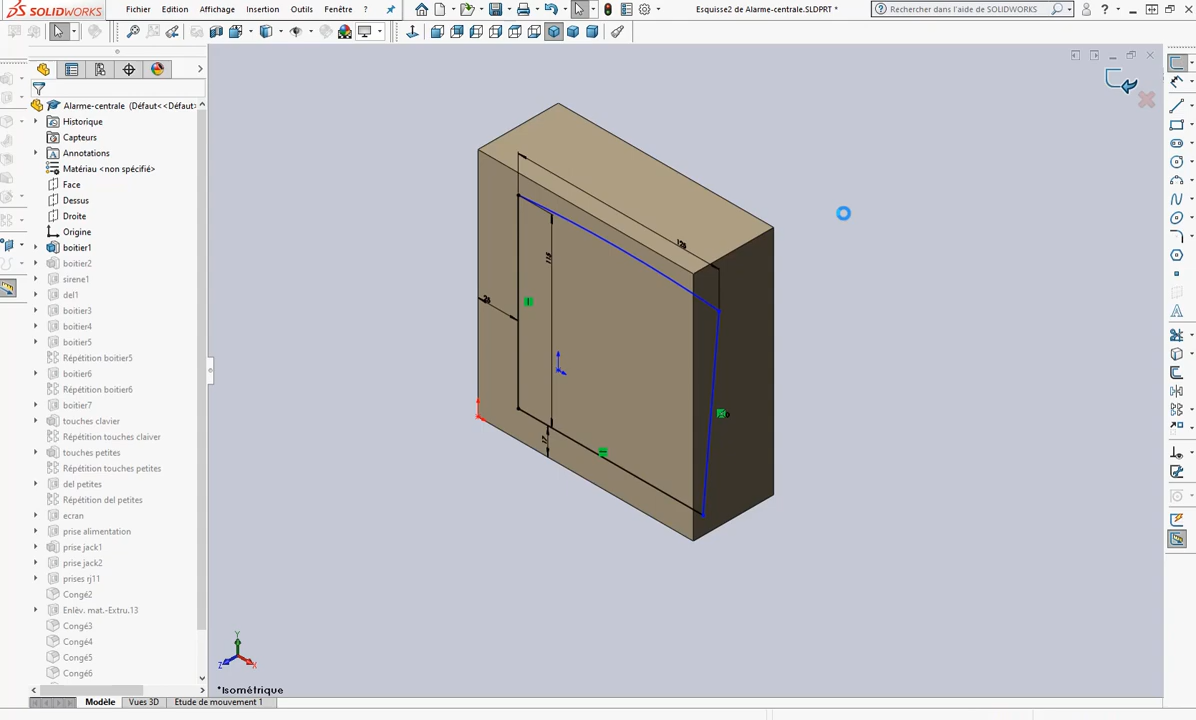 SOLIDWORKS Fichier Edition Affichage Insertion Outils Fenêtre ? Esquisse2 de Alarme-centrale.SLDPRT * Rechercher dans l'aide de SOLIDWORKS ?
Alarme-centrale (Défaut<<Défaut>
Historique
Capteurs
Annotations
Matériau <non spécifié>
Face
Dessus
Droite
Origine
boitier1
boitier2
sirene1
del1
boitier3
boitier4
boitier5
Répétition boitier5
boitier6
Répétition boitier6
boitier7
touches clavier
Répétition touches claiver
touches petites
Répétition touches petites
del petites
Répétition del petites
ecran
prise alimentation
prise jack1
prise jack2
prises rj11
Congé2
Enlèv. mat.-Extru.13
Congé3
Congé4
Congé5
Congé6
26
17
Y
Z
X
*Isométrique
Modèle Vues 3D Etude de mouvement 1